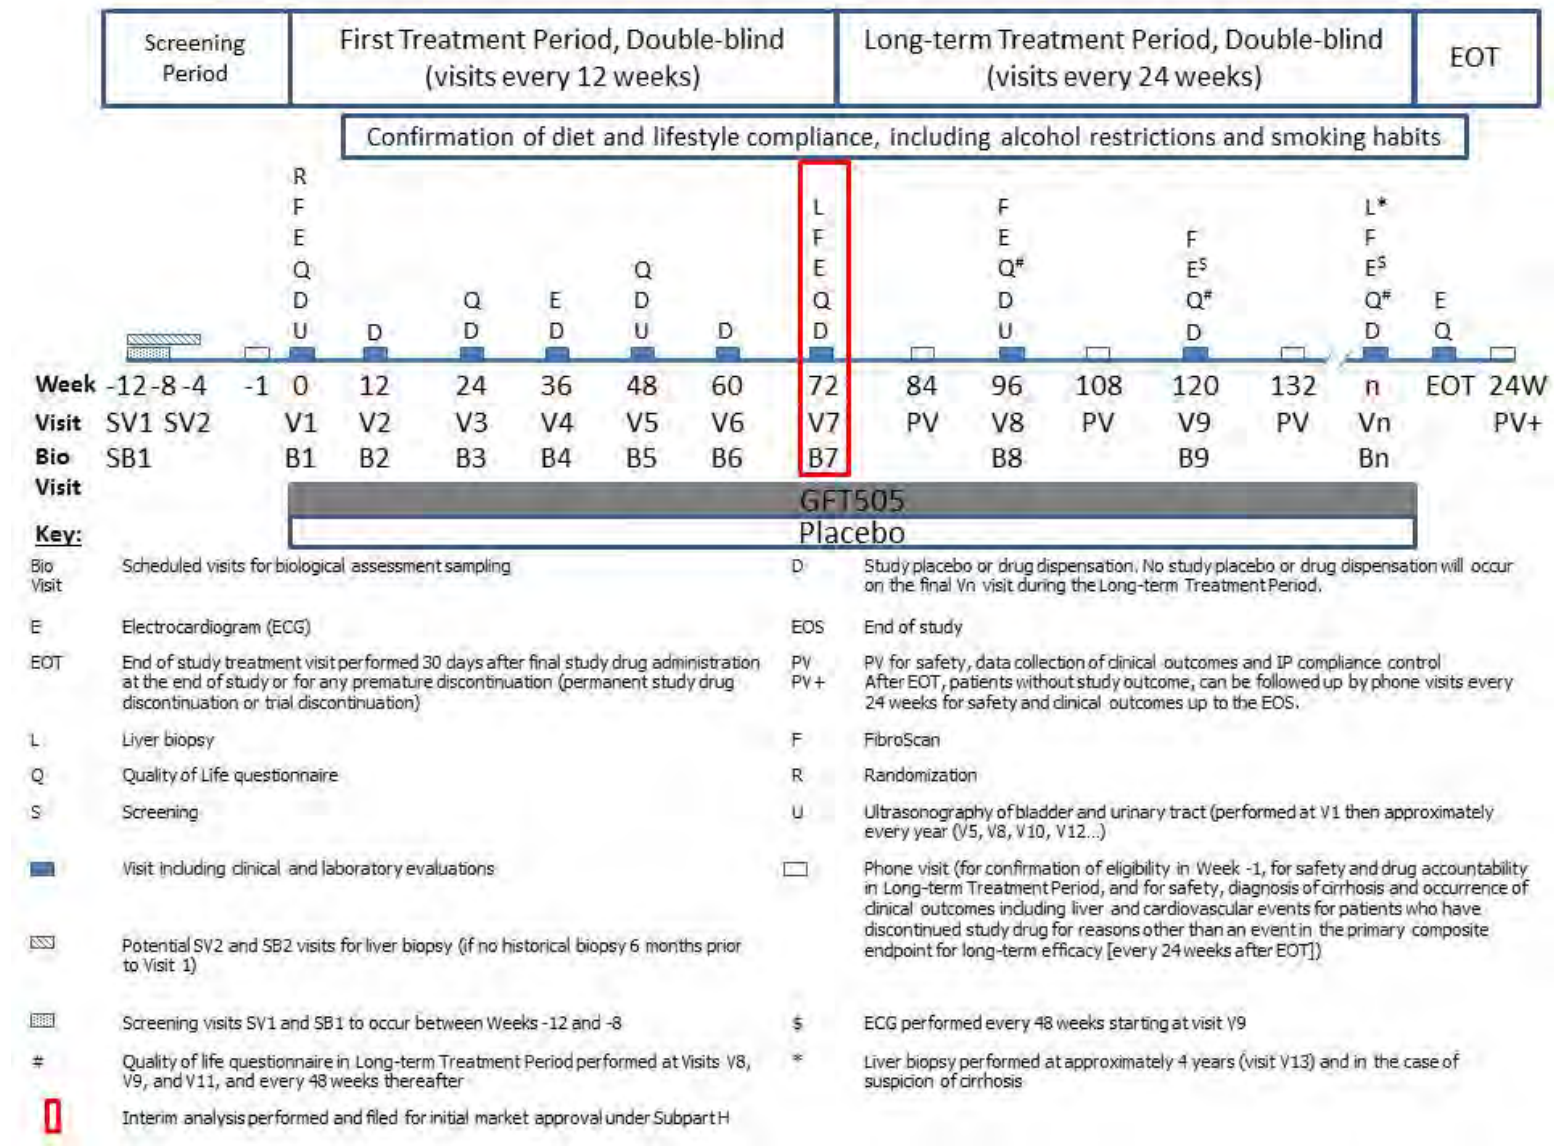 Screening
Period
First Treatment Period, Double-blind
(visits every 12 weeks)
Long-term Treatment Period, Double-blind
(visits every 24 weeks)
EOT
Confirmation of diet and lifestyle compliance, including alcohol restrictions and smoking habits
R
F L F L*
E F E F F
Q Q E Q# E$ E$
D Q D E Q D Q# Q# E
U D D D U D D U D D Q
Week -12 -8 -4 -1 0 12 24 36 48 60 72 84 96 108 120 132 n EOT 24W
Visit SV1 SV2 V1 V2 V3 V4 V5 V6 V7 PV V8 PV V9 PV Vn PV+
Bio SB1 B1 B2 B3 B4 B5 B6 B7 B8 B9 Bn
Visit
GFT505
Placebo
Key:
Bio Scheduled visits for biological assessment sampling
Visit
D Study placebo or drug dispensation. No study placebo or drug dispensation will occur
on the final Vn visit during the Long-term Treatment Period.
E Electrocardiogram (ECG)
EOS End of study
EOT End of study treatment visit performed 30 days after final study drug administration
at the end of study or for any premature discontinuation (permanent study drug
discontinuation or trial discontinuation)
PV PV for safety, data collection of clinical outcomes and IP compliance control
PV+ After EOT, patients without study outcome, can be followed up by phone visits every
24 weeks for safety and clinical outcomes up to the EOS.
L Liver biopsy
F FibroScan
Q Quality of Life questionnaire
R Randomization
S Screening
U Ultrasonography of bladder and urinary tract (performed at V1 then approximately
every year (V5, V8, V10, V12...)
Visit including clinical and laboratory evaluations
Phone visit (for confirmation of eligibility in Week -1, for safety and drug accountability
in Long-term Treatment Period, and for safety, diagnosis of cirrhosis and occurrence of
clinical outcomes including liver and cardiovascular events for patients who have
discontinued study drug for reasons other than an event in the primary composite
endpoint for long-term efficacy [every 24 weeks after EOT])
Potential SV2 and SB2 visits for liver biopsy (if no historical biopsy 6 months prior
to Visit 1)
Screening visits SV1 and SB1 to occur between Weeks -12 and -8
$ ECG performed every 48 weeks starting at visit V9
# Quality of life questionnaire in Long-term Treatment Period performed at Visits V8,
V9, and V11, and every 48 weeks thereafter
* Liver biopsy performed at approximately 4 years (visit V13) and in the case of
suspicion of cirrhosis
Interim analysis performed and filed for initial market approval under Subpart H